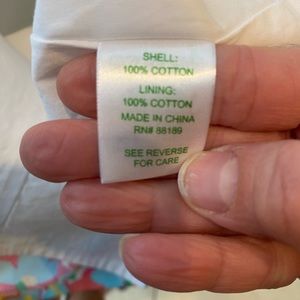 SHELL:
100% COTTON
LINING:
100% COTTON
MADE IN CHINA
RN# 88189
SEE REVERSE
FOR CARE